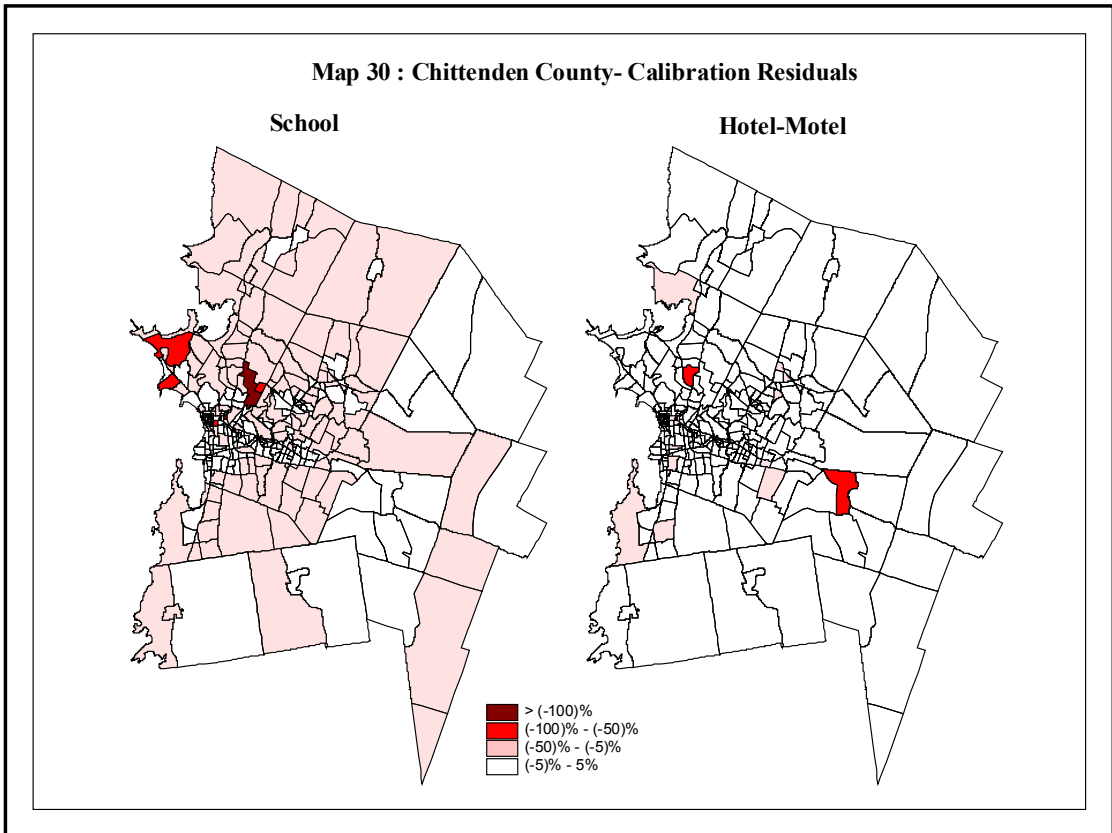 Map 30 : Chittenden County- Calibration Residuals
School
Hotel-Motel
> (-100)%
(-100)% - (-50)%
(-50)% - (-5)%
(-5)% - 5%